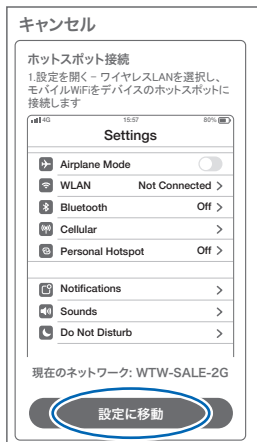 キャンセル
ホットスポット接続
1.設定を開く− ワイヤレスLANを選択し、
モバイルWiFiをデバイスのホットスポットに
接続します
4G 15:57 80%
Settings
Airplane Mode
WLAN Not Connected >
Bluetooth Off >
Cellular >
Personal Hotspot Off >
Notifications >
Sounds >
Do Not Disturb >
現在のネットワーク: WTW-SALE-2G
設定に移動